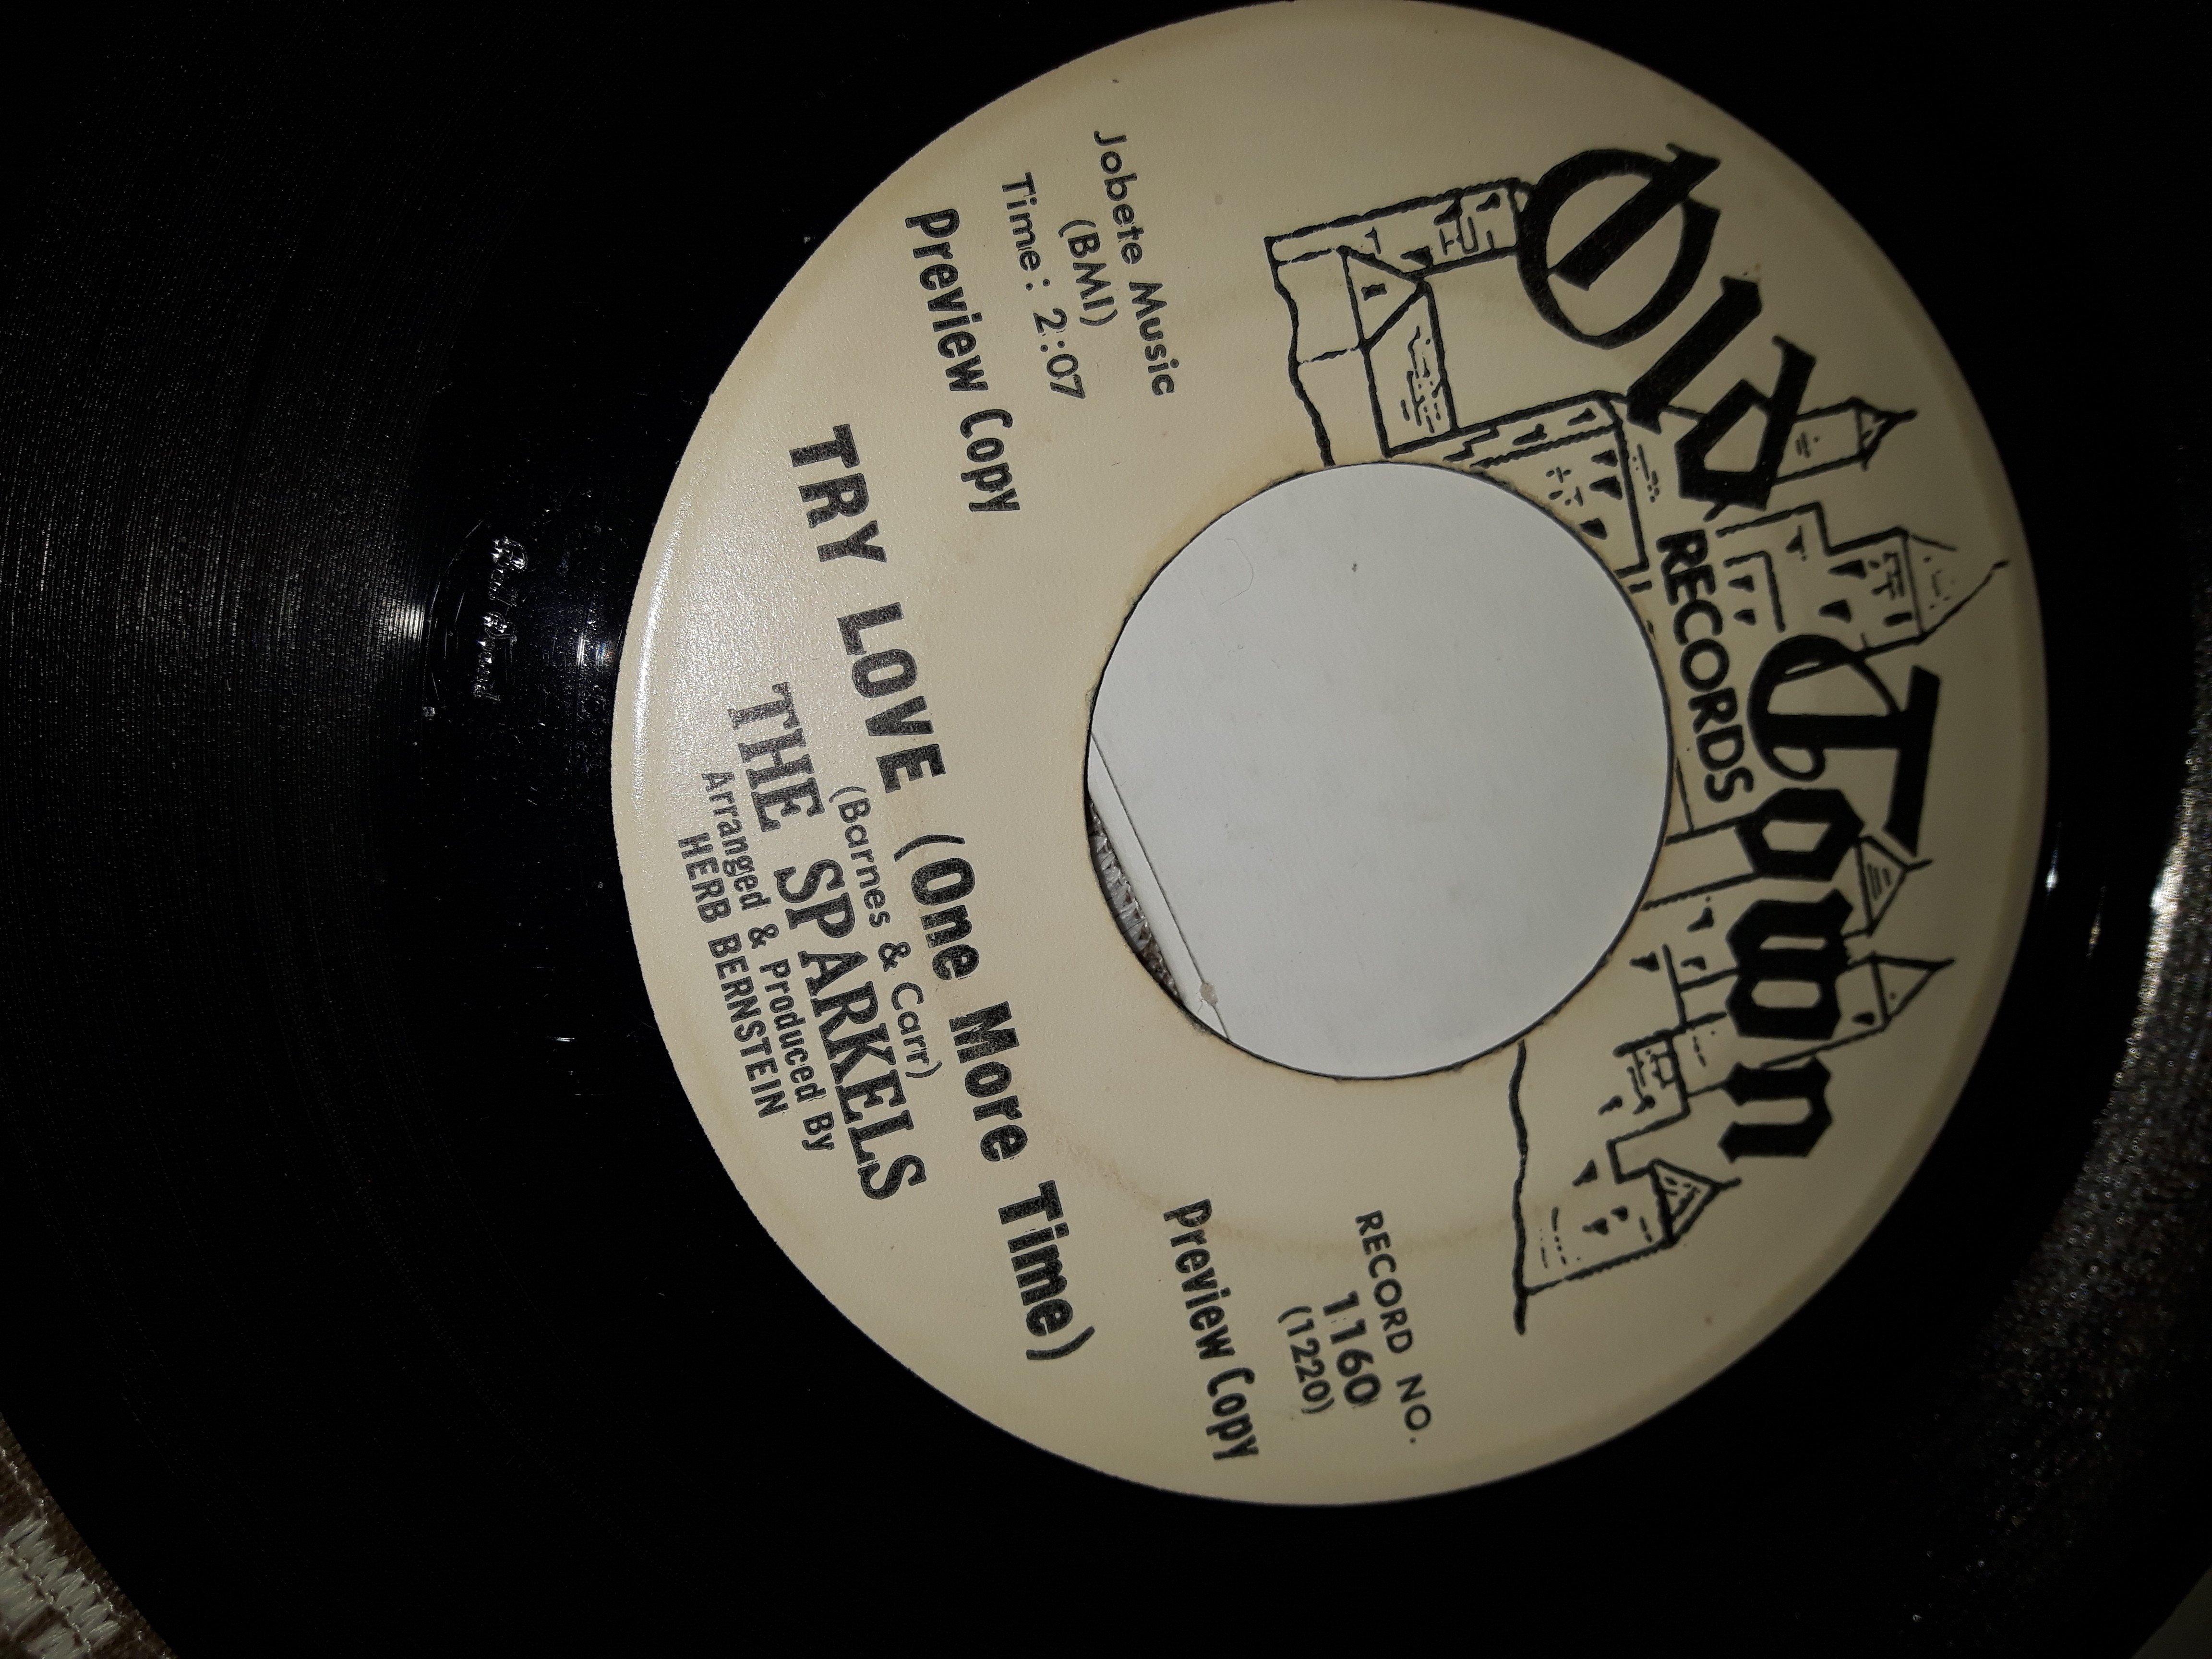 Old Town
RECORDS
Jobete Music
(BMI)
Time: 2:07
Preview Copy
RECORD NO.
1160
(1220)
Preview Copy
TRY LOVE (One More Time)
(Barnes & Carr)
THE SPARKELS
Arranged & Produced By
HERB BERNSTEIN